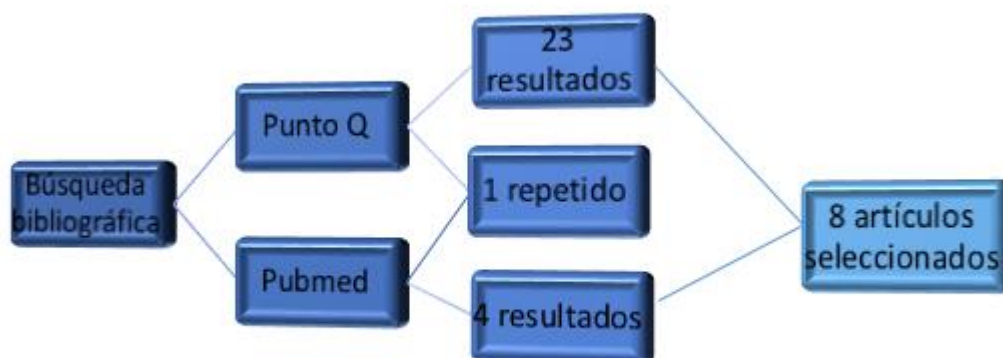 Búsqueda
bibliográfica
Punto Q
Pubmed
23
resultados
1 repetido
4 resultados
8 artículos
seleccionados